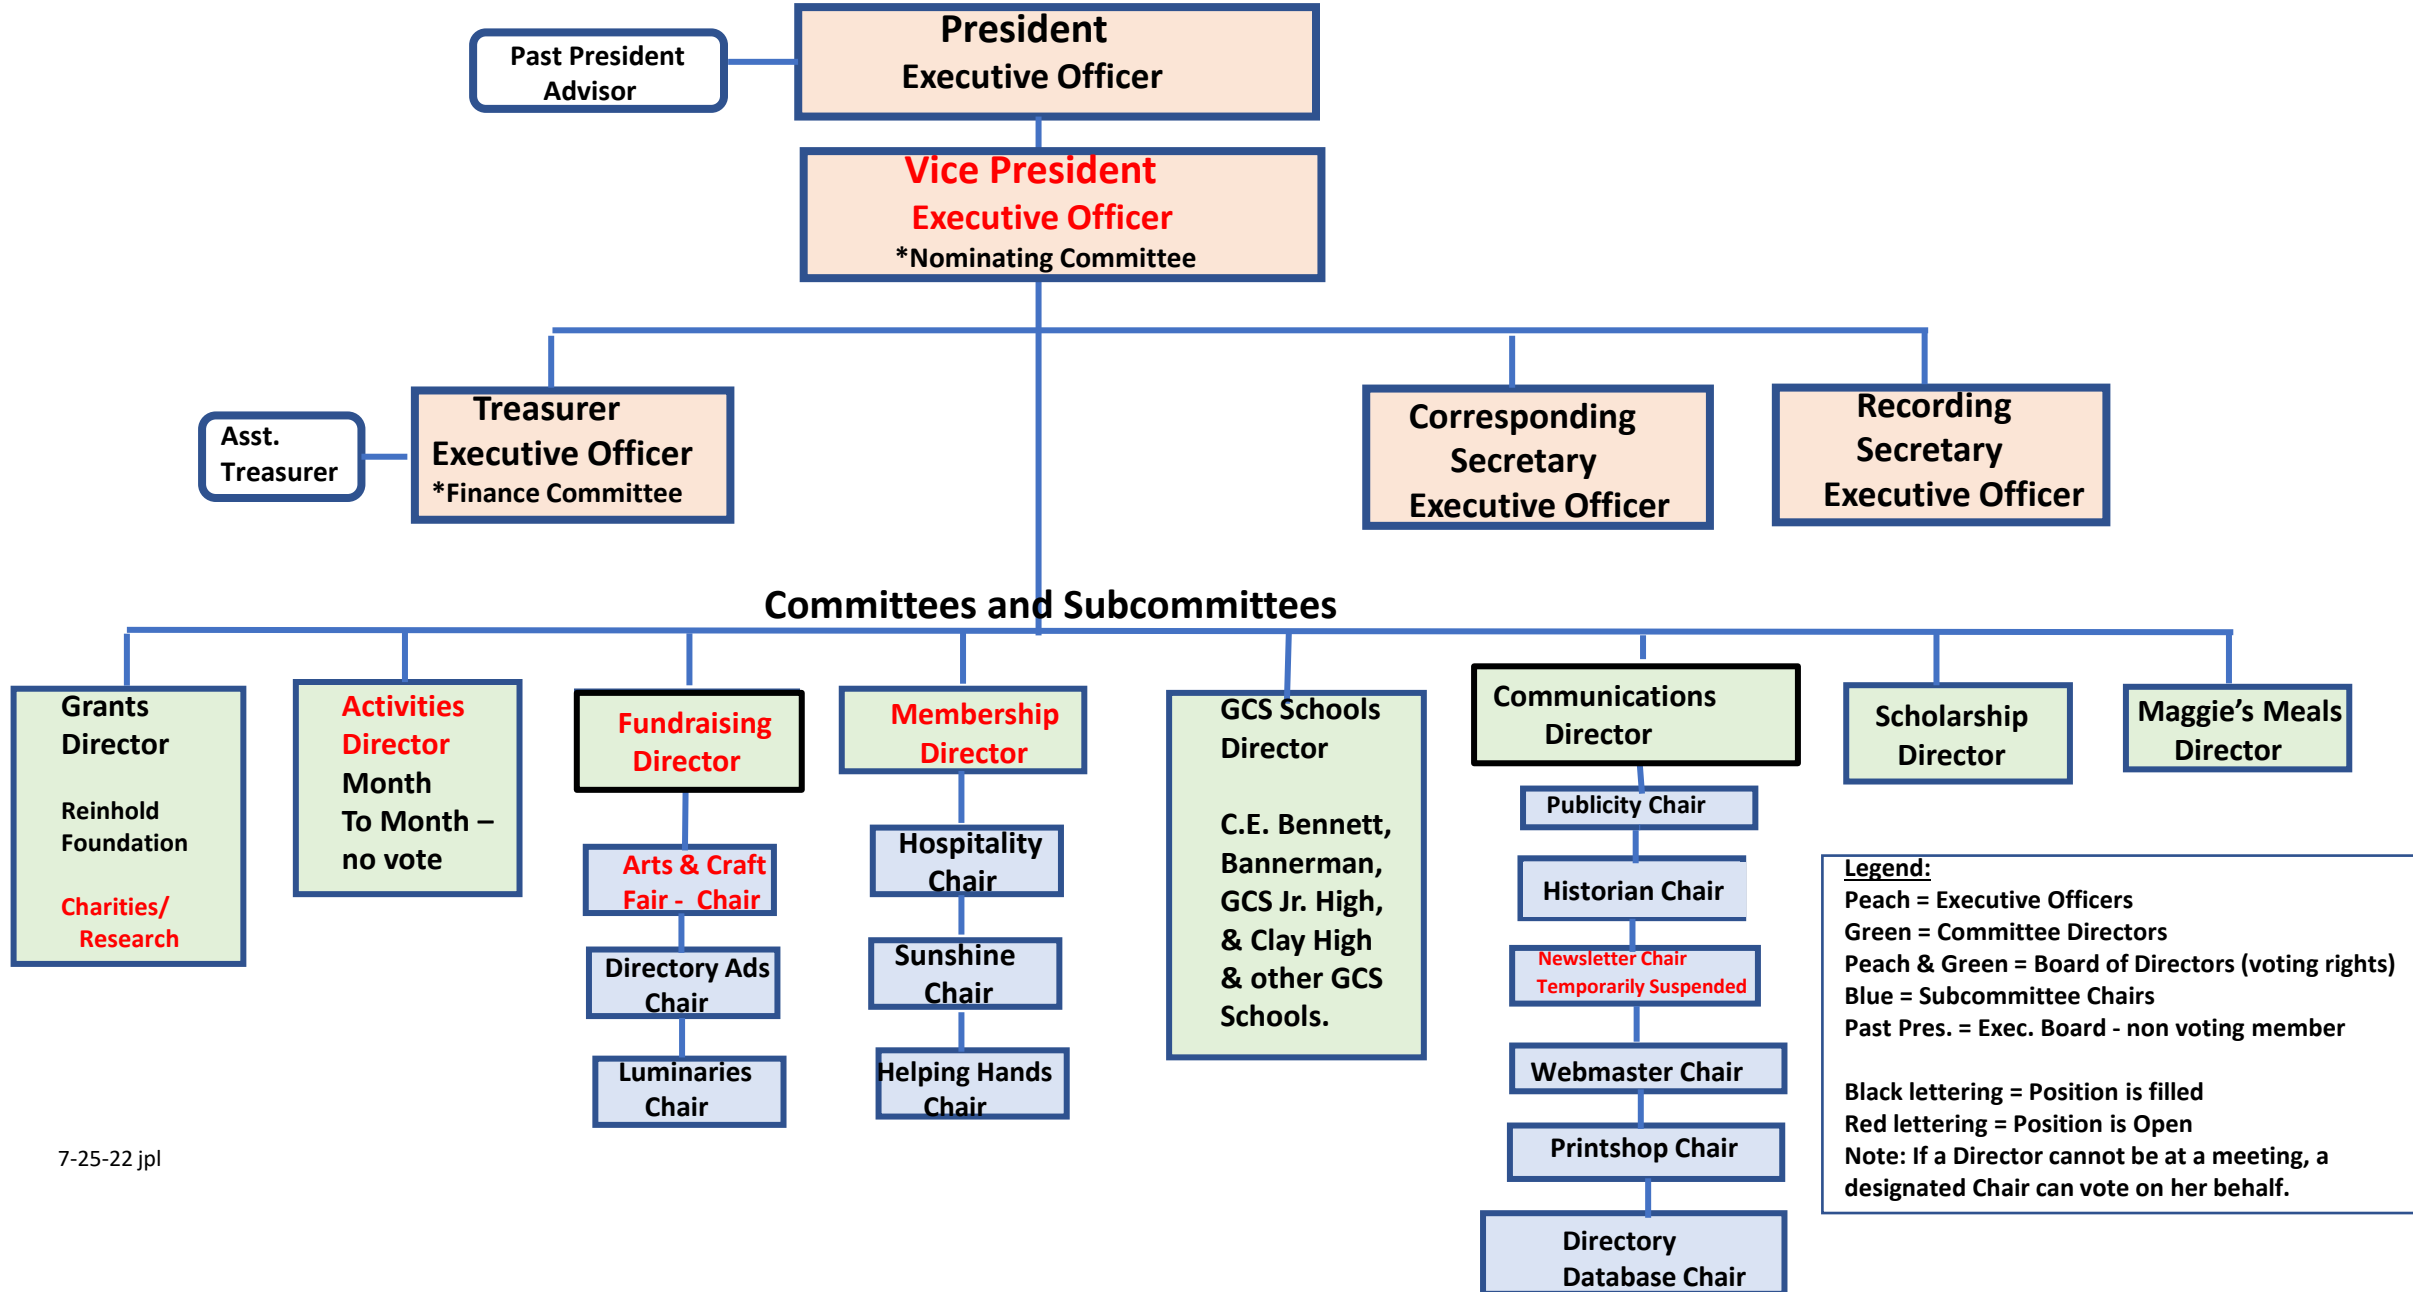 President
Executive Officer
Past President
Advisor
Vice President
Executive Officer
*Nominating Committee
Asst.
Treasurer
Treasurer
Executive Officer
*Finance Committee
Corresponding
Secretary
Executive Officer
Recording
Secretary
Executive Officer
Committees and Subcommittees
Grants
Director
Reinhold
Foundation
Charities/
Research
Activities
Director
Month
To Month –
no vote
Fundraising
Director
Arts & Craft
Fair - Chair
Directory Ads
Chair
Luminaries
Chair
Membership
Director
Hospitality
Chair
Sunshine
Chair
Helping Hands
Chair
GCS Schools
Director
C.E. Bennett,
Bannerman,
GCS Jr. High,
& Clay High
& other GCS
Schools.
Communications
Director
Publicity Chair
Historian Chair
Newsletter Chair
Temporarily Suspended
Webmaster Chair
Printshop Chair
Directory
Database Chair
Scholarship
Director
Maggie’s Meals
Director
Legend:
Peach = Executive Officers
Green = Committee Directors
Peach & Green = Board of Directors (voting rights)
Blue = Subcommittee Chairs
Past Pres. = Exec. Board - non voting member
Black lettering = Position is filled
Red lettering = Position is Open
Note: If a Director cannot be at a meeting, a
designated Chair can vote on her behalf.
7-25-22 jpl